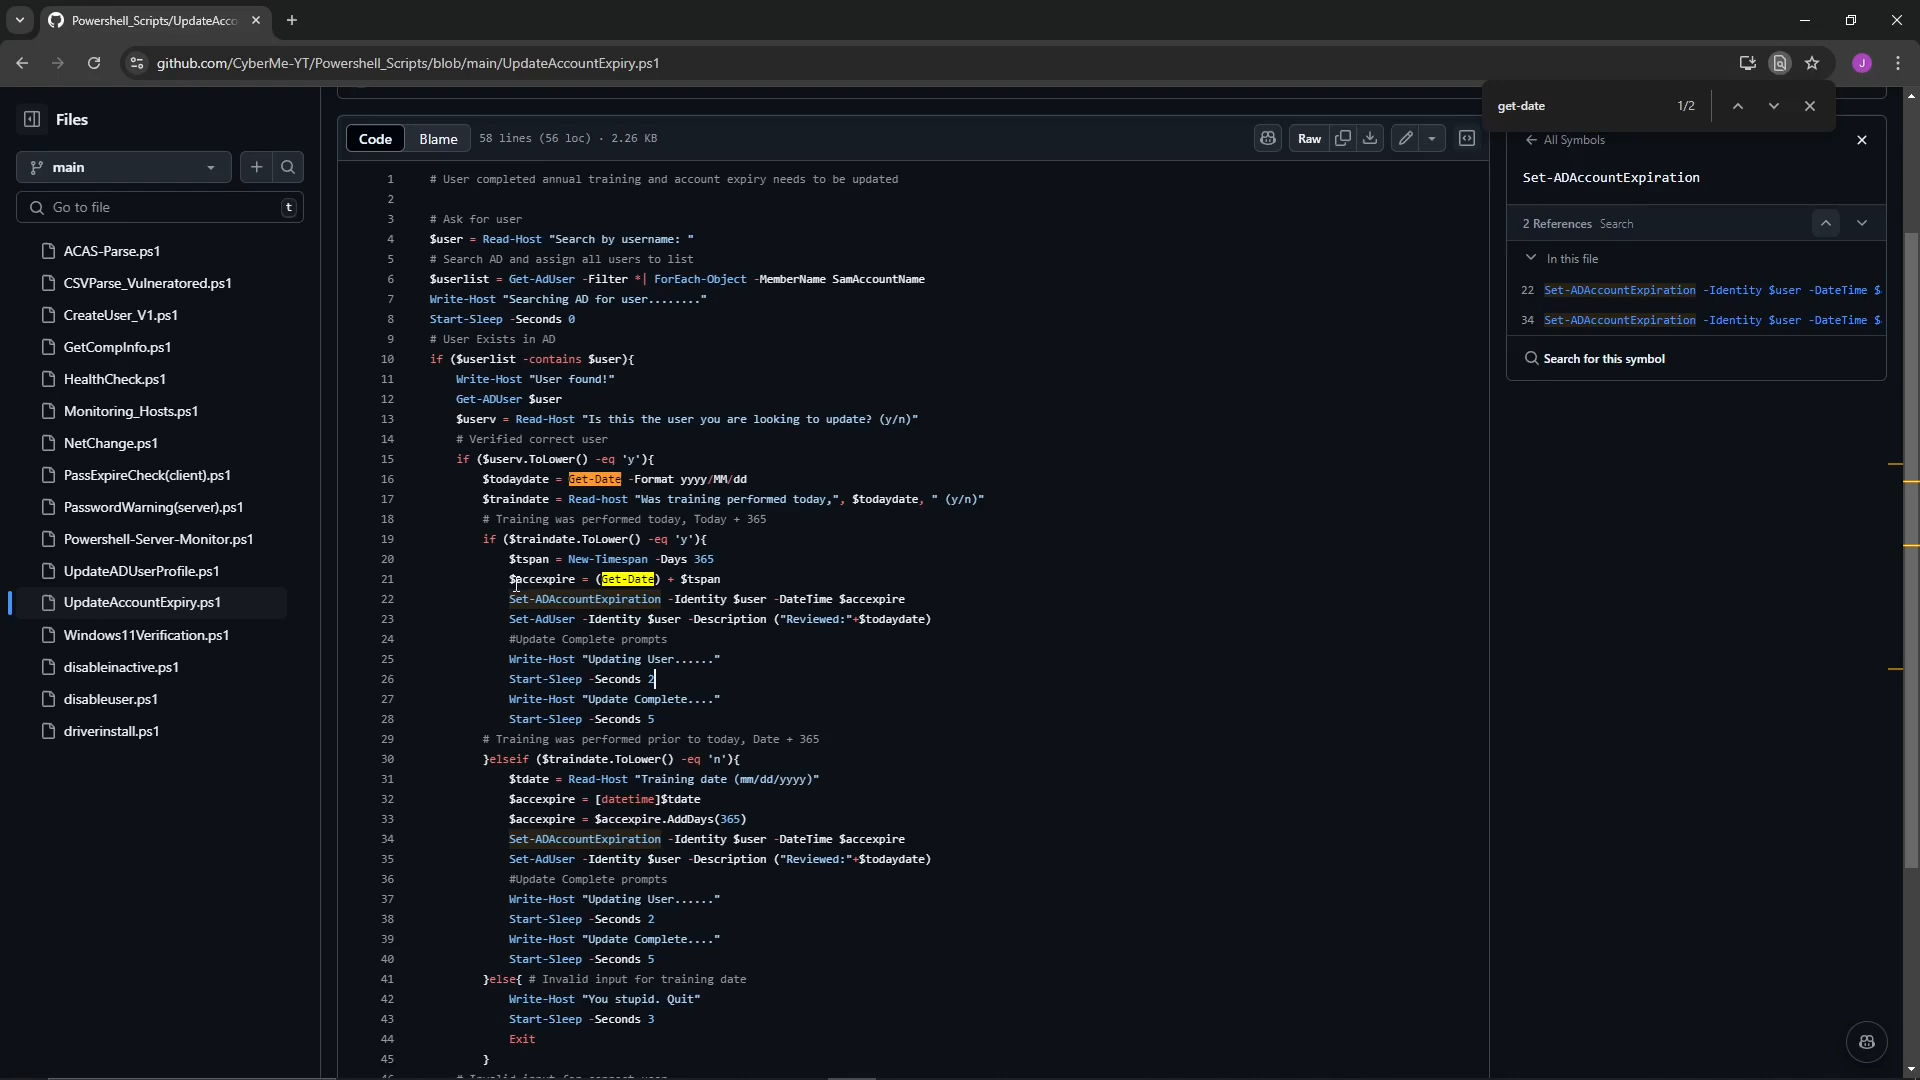 Powershell_Scripts/UpdateAcco
github.com/CyberMe-YT/Powershell_Scripts/blob/main/UpdateAccountExpiry.ps1
J
get-date
1/2
Files
main
Go to file
t
ACAS-Parse.ps1
CSVParse_Vulneratored.ps1
CreateUser_V1.ps1
GetCompInfo.ps1
HealthCheck.ps1
Monitoring_Hosts.ps1
NetChange.ps1
PassExpireCheck(client).ps1
PasswordWarning(server).ps1
Powershell-Server-Monitor.ps1
UpdateADUserProfile.ps1
UpdateAccountExpiry.ps1
Windows11Verification.ps1
disableinactive.ps1
disableuser.ps1
driverinstall.ps1
Code Blame 58 lines (56 loc) · 2.26 KB
Raw
1 # User completed annual training and account expiry needs to be updated
2
3 # Ask for user
4 $user = Read-Host "Search by username: "
5 # Search AD and assign all users to list
6 $userlist = Get-AdUser -Filter *| ForEach-Object -MemberName SamAccountName
7 Write-Host "Searching AD for user........"
8 Start-Sleep -Seconds 0
9 # User Exists in AD
10 if ($userlist -contains $user){
11 Write-Host "User found!"
12 Get-ADUser $user
13 $userv = Read-Host "Is this the user you are looking to update? (y/n)"
14 # Verified correct user
15 if ($userv.ToLower() -eq 'y'){
16 $todaydate = Get-Date -Format yyyy/MM/dd
17 $traindate = Read-host "Was training performed today,", $todaydate, " (y/n)"
18 # Training was performed today, Today + 365
19 if ($traindate.ToLower() -eq 'y'){
20 $tspan = New-Timespan -Days 365
21 $accexpire = (Get-Date) + $tspan
22 Set-ADAccountExpiration -Identity $user -DateTime $accexpire
23 Set-AdUser -Identity $user -Description ("Reviewed:"+$todaydate)
24 #Update Complete prompts
25 Write-Host "Updating User......"
26 Start-Sleep -Seconds 2
27 Write-Host "Update Complete...."
28 Start-Sleep -Seconds 5
29 # Training was performed prior to today, Date + 365
30 }elseif ($traindate.ToLower() -eq 'n'){
31 $tdate = Read-Host "Training date (mm/dd/yyyy)"
32 $accexpire = [datetime]$tdate
33 $accexpire = $accexpire.AddDays(365)
34 Set-ADAccountExpiration -Identity $user -DateTime $accexpire
35 Set-AdUser -Identity $user -Description ("Reviewed:"+$todaydate)
36 #Update Complete prompts
37 Write-Host "Updating User......"
38 Start-Sleep -Seconds 2
39 Write-Host "Update Complete...."
40 Start-Sleep -Seconds 5
41 }else{ # Invalid input for training date
42 Write-Host "You stupid. Quit"
43 Start-Sleep -Seconds 3
44 Exit
45 }
All Symbols
Set-ADAccountExpiration
2 References Search
In this file
22 Set-ADAccountExpiration -Identity $user -DateTime $
34 Set-ADAccountExpiration -Identity $user -DateTime $
Search for this symbol